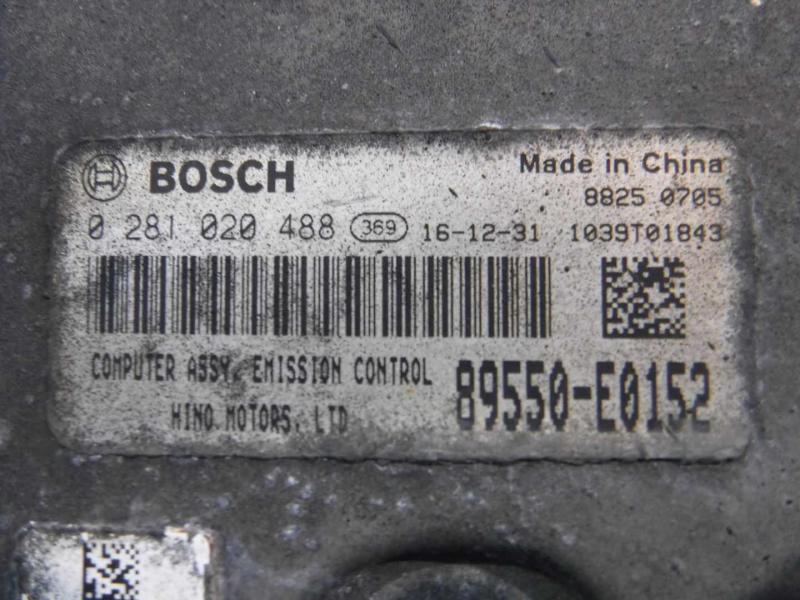 BOSCH
Made in China
8825 0705
0 281 020 488 369 16-12-31 1039T01843
COMPUTER ASSY, EMISSION CONTROL
HINO MOTORS, LTD
89550-E0152